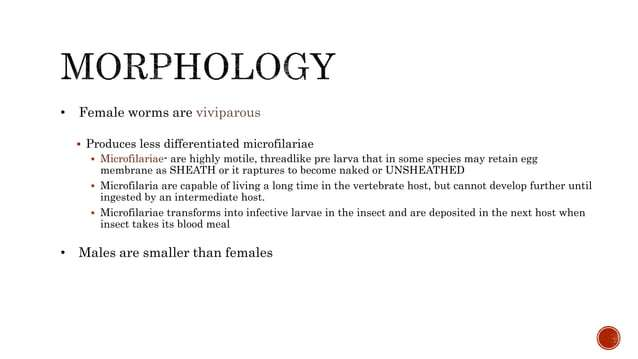 MORPHOLOGY
• Female worms are viviparous
▪ Produces less differentiated microfilariae
▪ Microfilariae- are highly motile, threadlike pre larva that in some species may retain egg
membrane as SHEATH or it raptures to become naked or UNSHEATHED
▪ Microfilaria are capable of living a long time in the vertebrate host, but cannot develop further until
ingested by an intermediate host.
▪ Microfilariae transforms into infective larvae in the insect and are deposited in the next host when
insect takes its blood meal
• Males are smaller than females